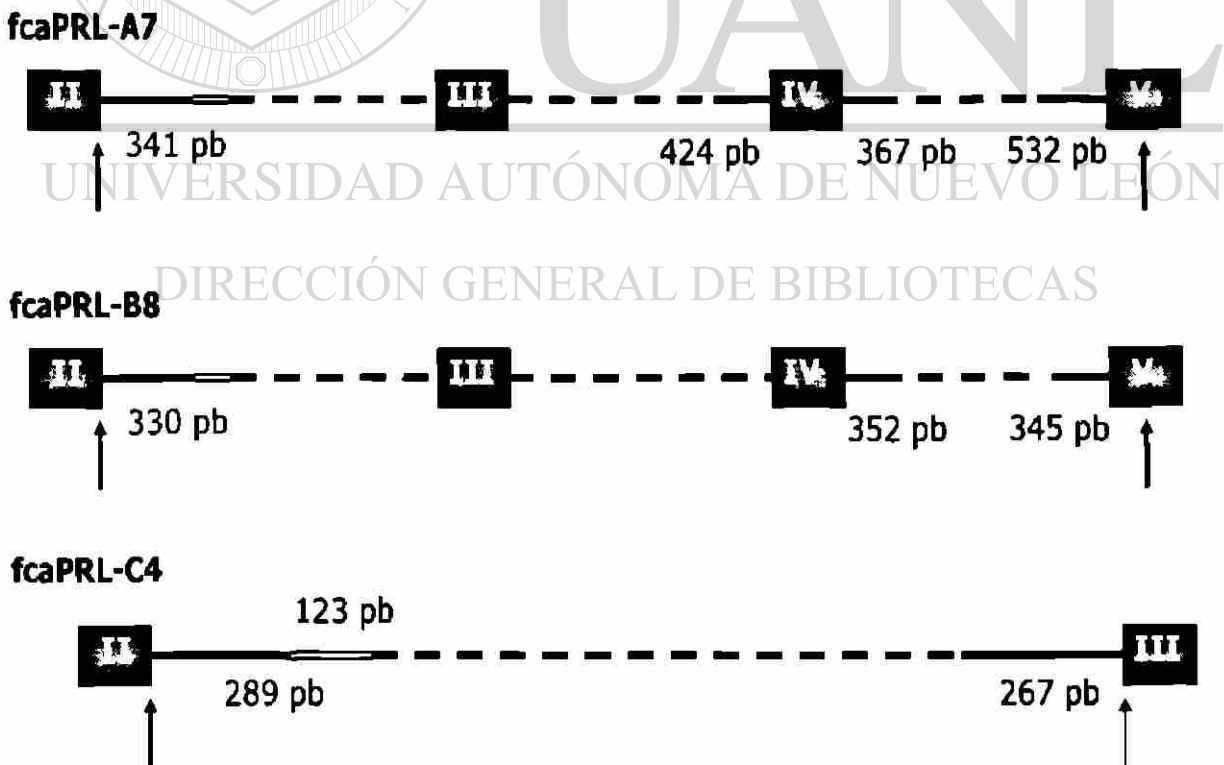 fcaPRL-A7
UANL
II III IV V
341 pb 424 pb 367 pb 532 pb
UNIVERSIDAD AUTÓNOMA DE NUEVO LEÓN
DIRECCIÓN GENERAL DE BIBLIOTECAS
fcaPRL-B8
II III IV V
330 pb 352 pb 345 pb
fcaPRL-C4
123 pb
II III
289 pb 267 pb